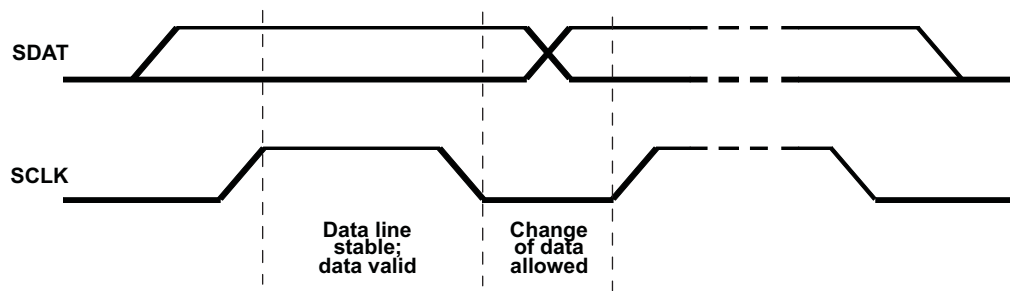 SDAT
SCLK
Data line
stable;
data valid
Change
of data
allowed